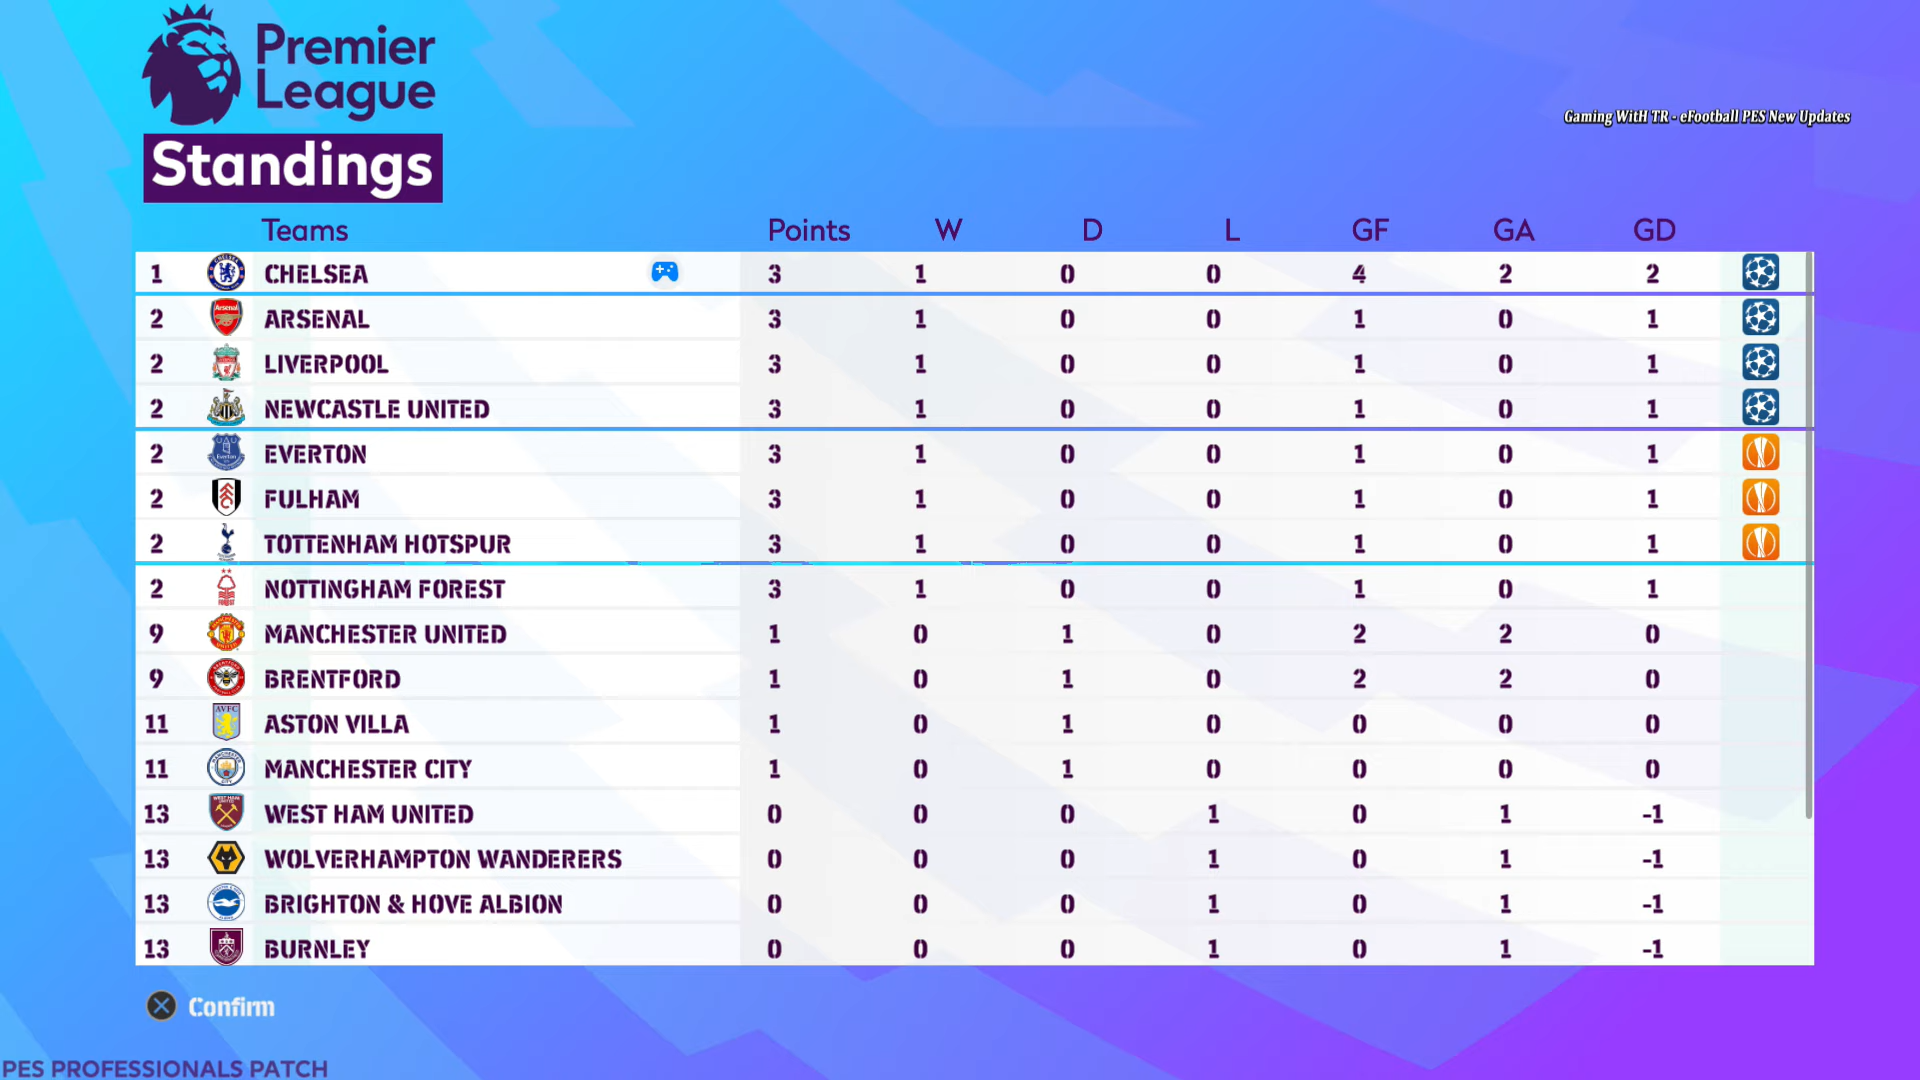 Premier
League
Standings
Gaming WitH TR - eFootball PES New Updates
Teams Points W D L GF GA GD
1 CHELSEA 3 1 0 0 4 2 2
2 ARSENAL 3 1 0 0 1 0 1
2 LIVERPOOL 3 1 0 0 1 0 1
2 NEWCASTLE UNITED 3 1 0 0 1 0 1
2 EVERTON 3 1 0 0 1 0 1
2 FULHAM 3 1 0 0 1 0 1
2 TOTTENHAM HOTSPUR 3 1 0 0 1 0 1
2 NOTTINGHAM FOREST 3 1 0 0 1 0 1
9 MANCHESTER UNITED 1 0 1 0 2 2 0
9 BRENTFORD 1 0 1 0 2 2 0
11 ASTON VILLA 1 0 1 0 0 0 0
11 MANCHESTER CITY 1 0 1 0 0 0 0
13 WEST HAM UNITED 0 0 0 1 0 1 -1
13 WOLVERHAMPTON WANDERERS 0 0 0 1 0 1 -1
13 BRIGHTON & HOVE ALBION 0 0 0 1 0 1 -1
13 BURNLEY 0 0 0 1 0 1 -1
Confirm
PES PROFESSIONALS PATCH